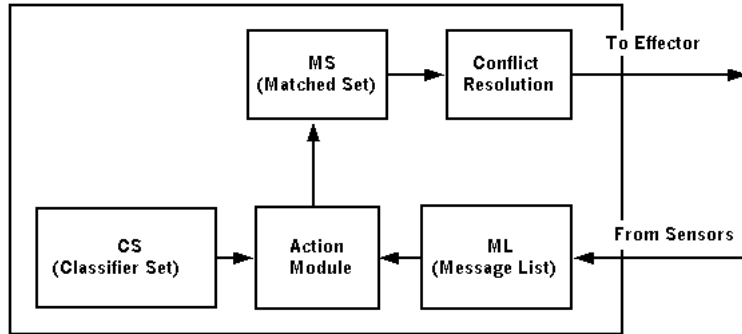 MS
(Matched Set)
Conflict
Resolution
To Effector
CS
(Classifier Set)
Action
Module
ML
(Message List)
From Sensors